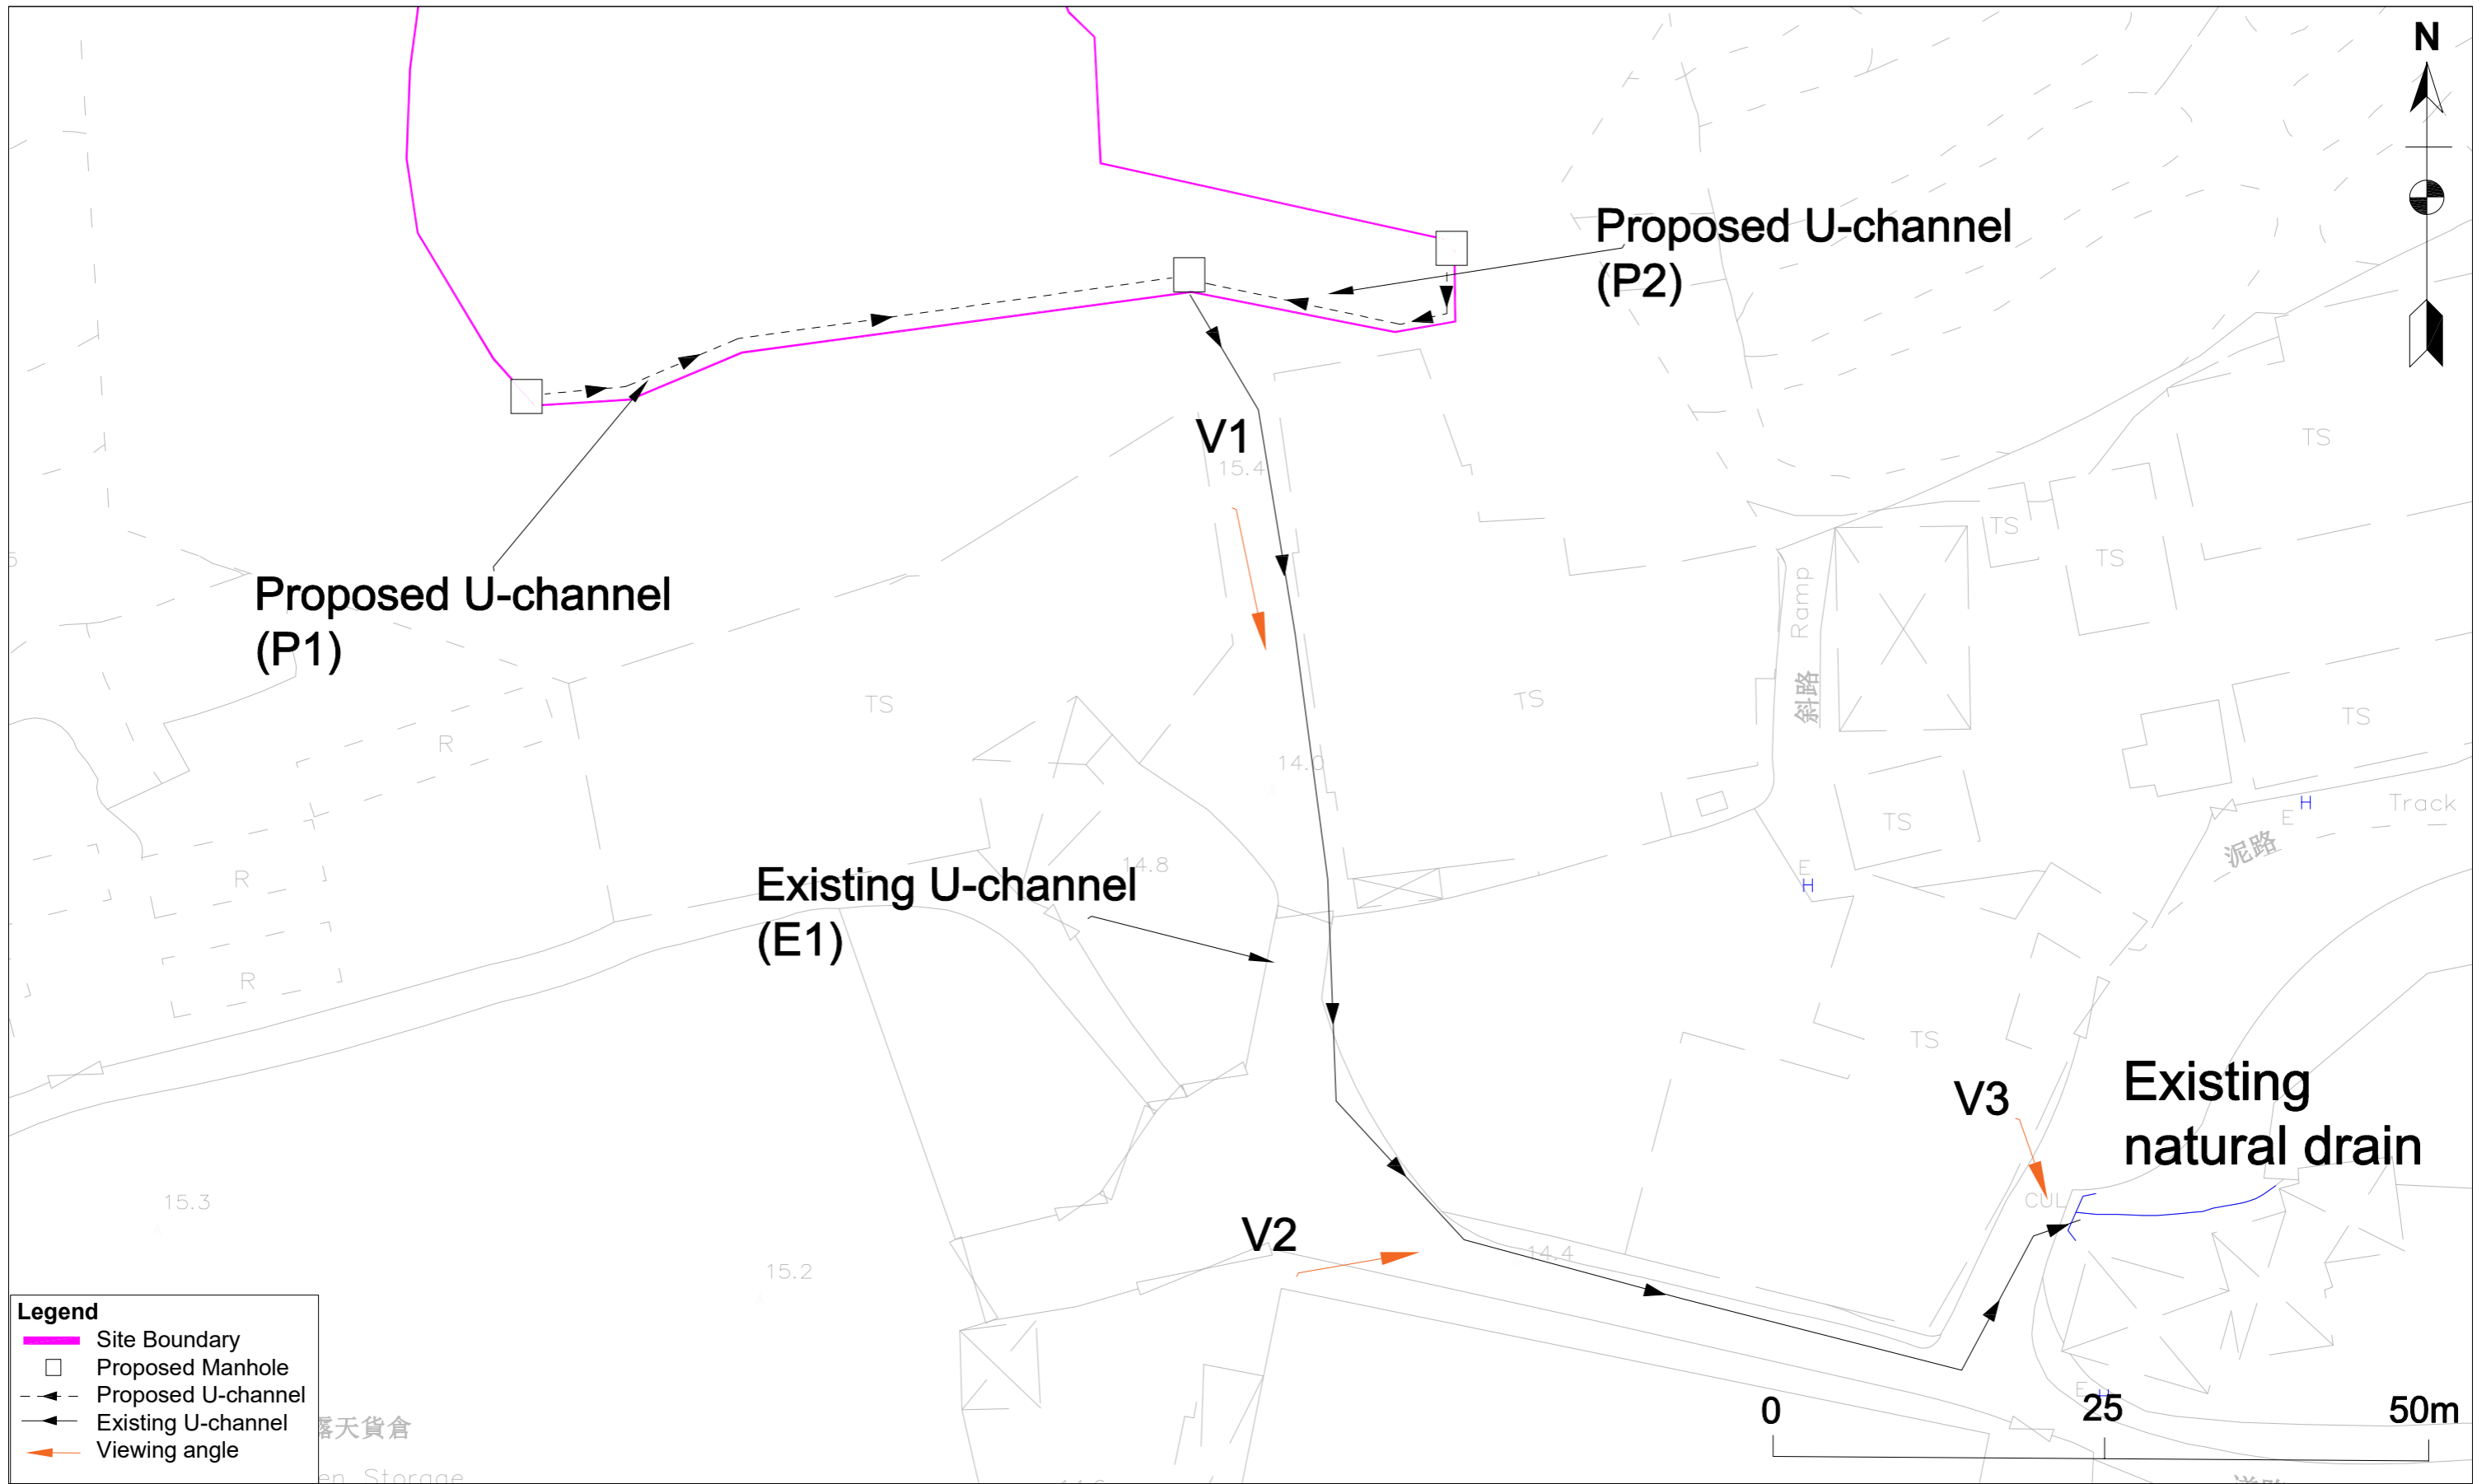 N
Proposed U-channel
(P2)
V1
15.4
TS
TS
TS
Ramp
斜路
Proposed U-channel
(P1)
TS
TS
TS
R
14.0
Track
E
H
泥路
TS
14.8
E
H
R
Existing U-channel
(E1)
R
TS
Existing
natural drain
V3
15.3
CUL
V2
14.4
15.2
Legend
Site Boundary
Proposed Manhole
Proposed U-channel
Existing U-channel
Viewing angle
E
H
0
25
50m
天貨倉
Storage